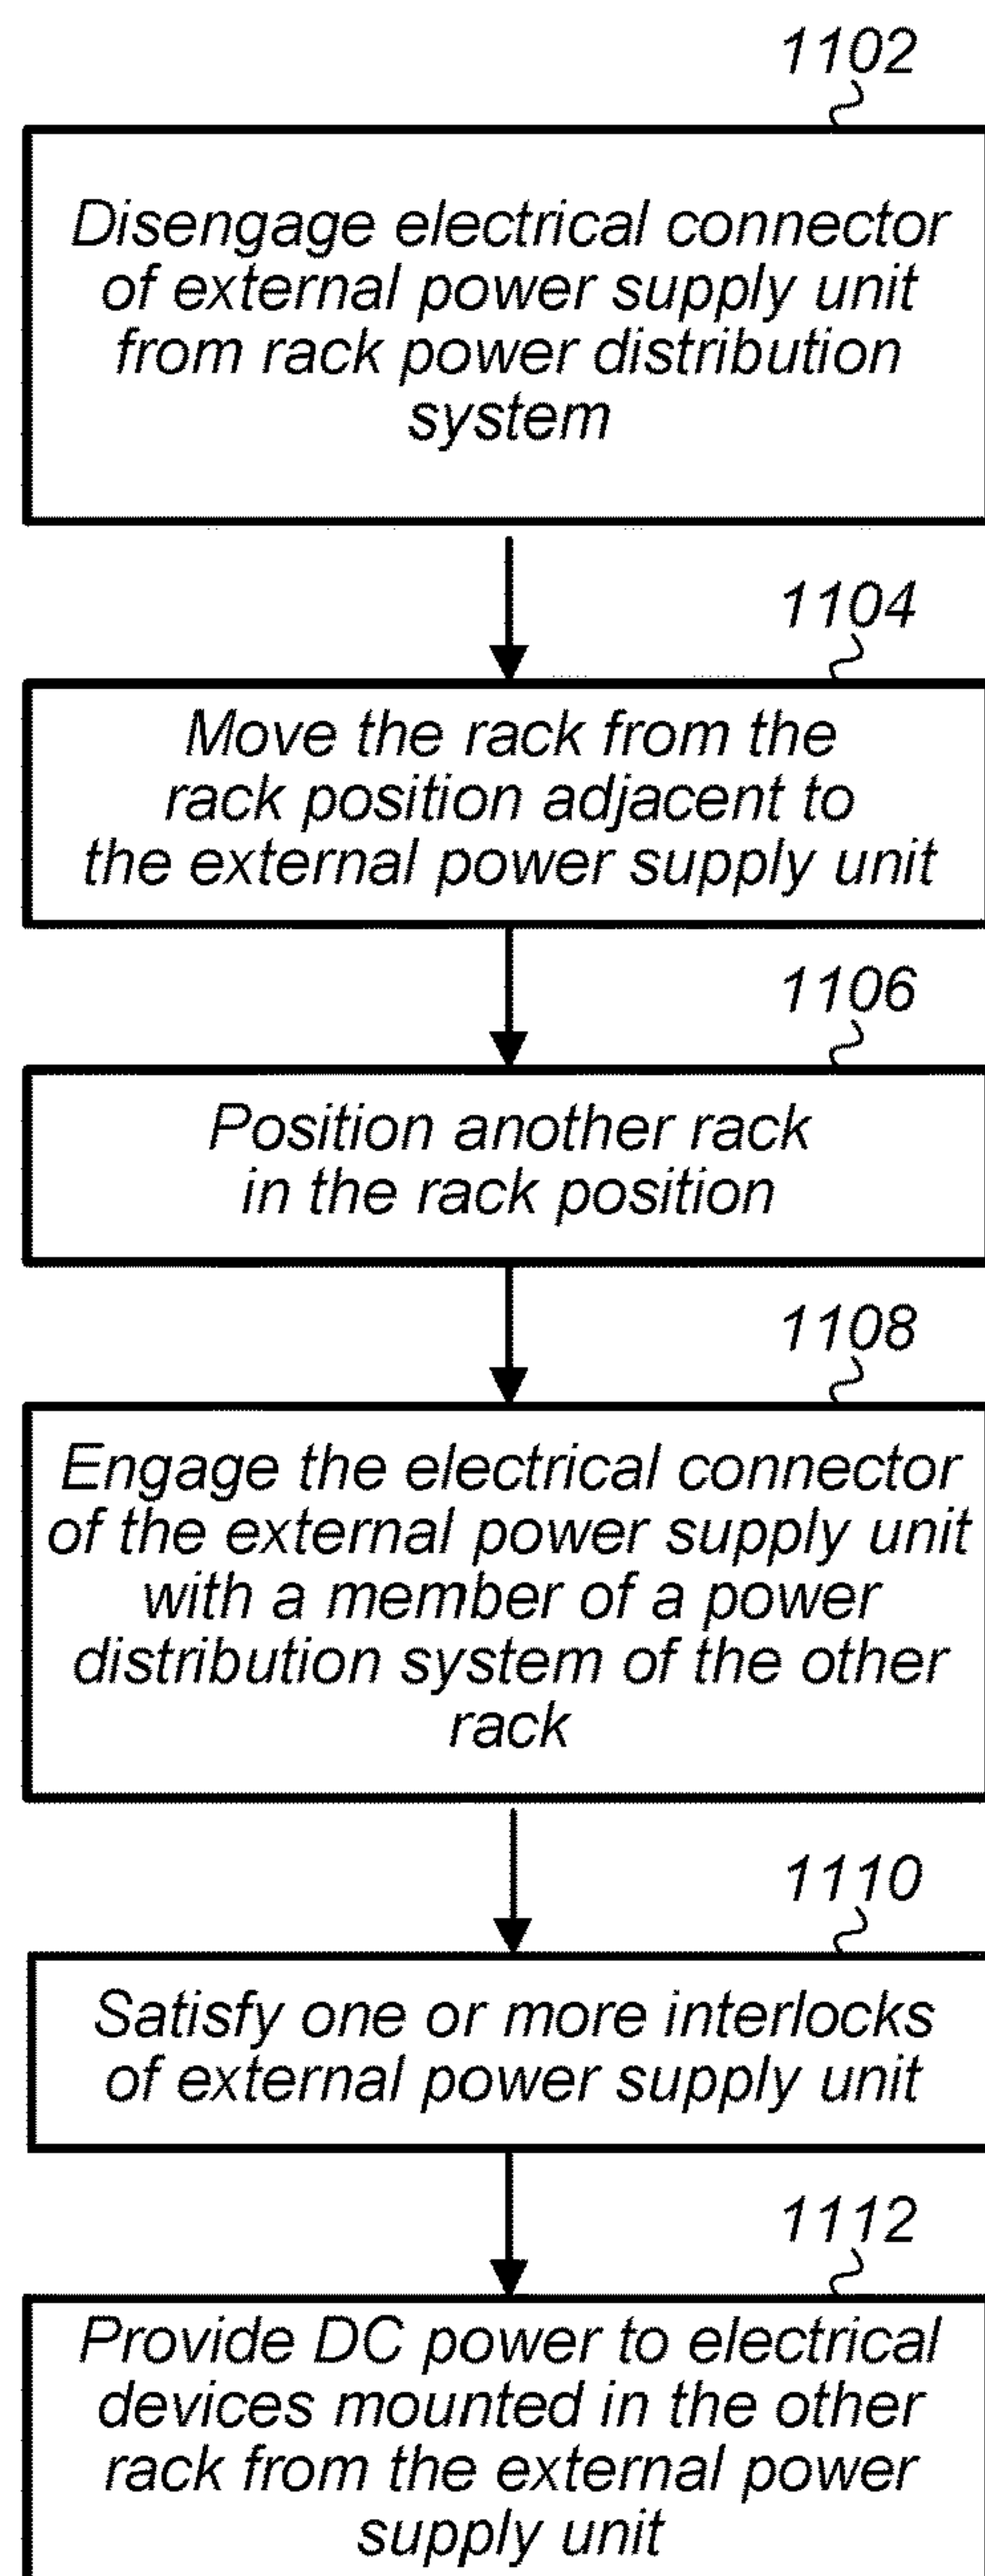 1102
Disengage electrical connector
of external power supply unit
from rack power distribution
system
1104
Move the rack from the
rack position adjacent to
the external power supply unit
1106
Position another rack
in the rack position
1108
Engage the electrical connector
of the external power supply unit
with a member of a power
distribution system of the other
rack
1110
Satisfy one or more interlocks
of external power supply unit
1112
Provide DC power to electrical
devices mounted in the other
rack from the external power
supply unit